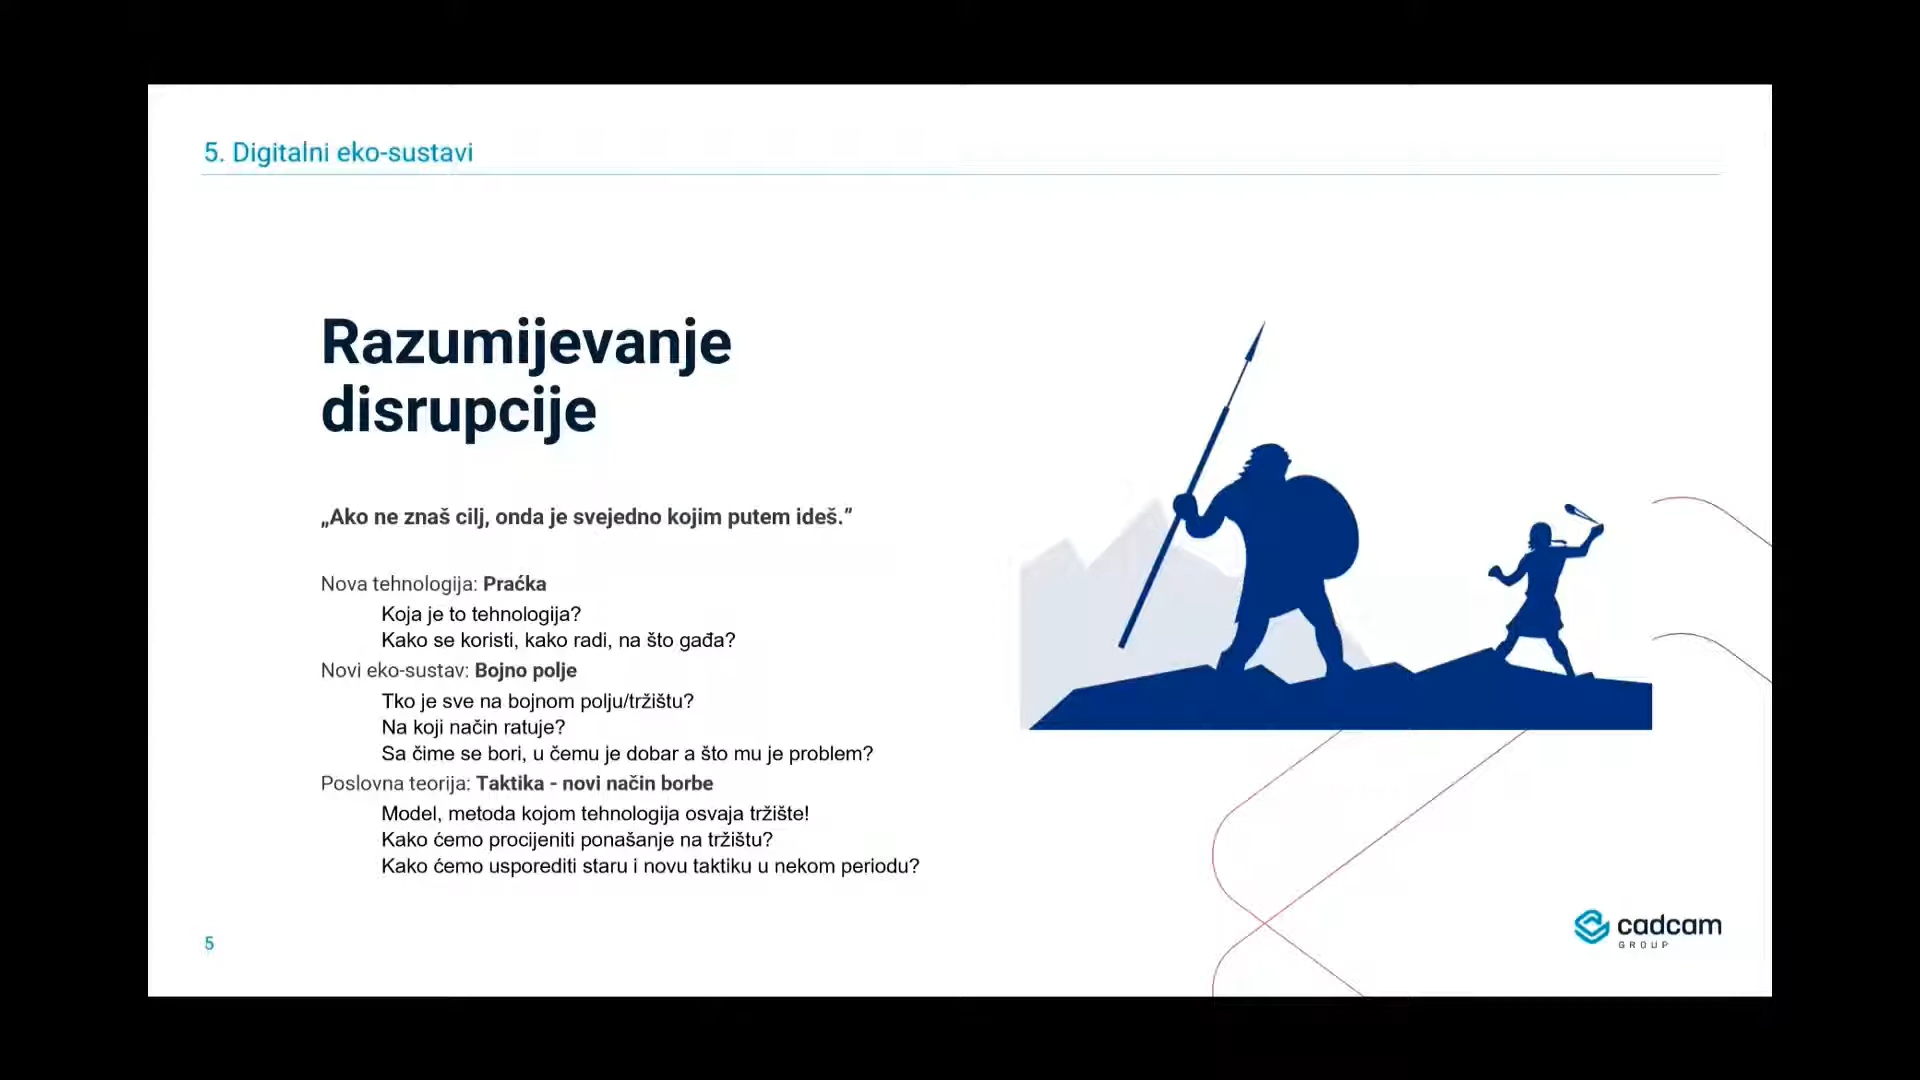 5. Digitalni eko-sustavi
Razumijevanje
disrupcije
„Ako ne znaš cilj, onda je svejedno kojim putem ideš.”
Nova tehnologija: Praćka
Koja je to tehnologija?
Kako se koristi, kako radi, na što gađa?
Novi eko-sustav: Bojno polje
Tko je sve na bojnom polju/tržištu?
Na koji način ratuje?
Sa čime se bori, u čemu je dobar a što mu je problem?
Poslovna teorija: Taktika - novi način borbe
Model, metoda kojom tehnologija osvaja tržište!
Kako ćemo procijeniti ponašanje na tržištu?
Kako ćemo usporediti staru i novu taktiku u nekom periodu?
5
cadcam
GROUP